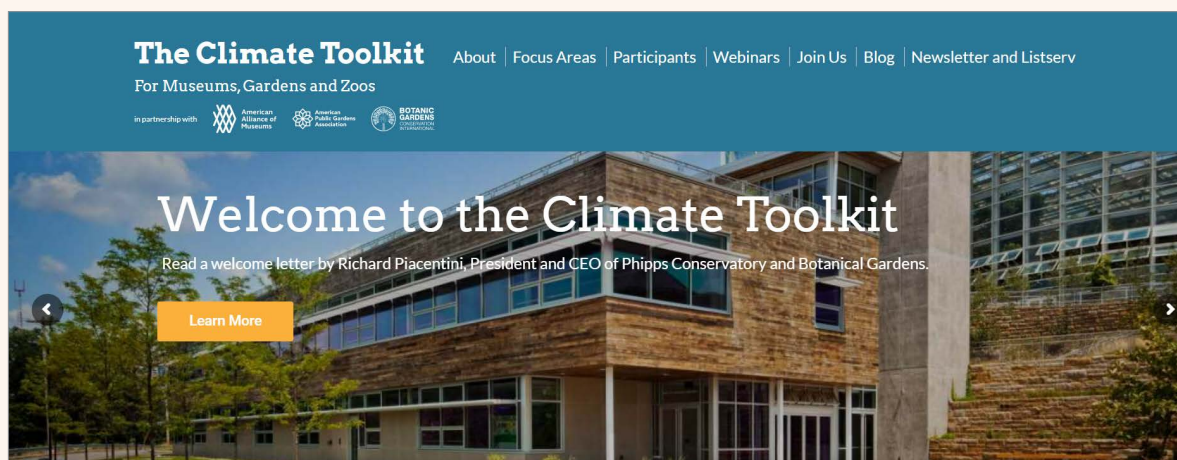 The Climate Toolkit
About | Focus Areas | Participants | Webinars | Join Us | Blog | Newsletter and Listserv
For Museums, Gardens and Zoos
in partnership with
American
Alliance of
Museums
American
Public Gardens
Association
BOTANIC
GARDENS
CONSERVATION
INTERNATIONAL
Welcome to the Climate Toolkit
Read a welcome letter by Richard Piacentini, President and CEO of Phipps Conservatory and Botanical Gardens.
Learn More